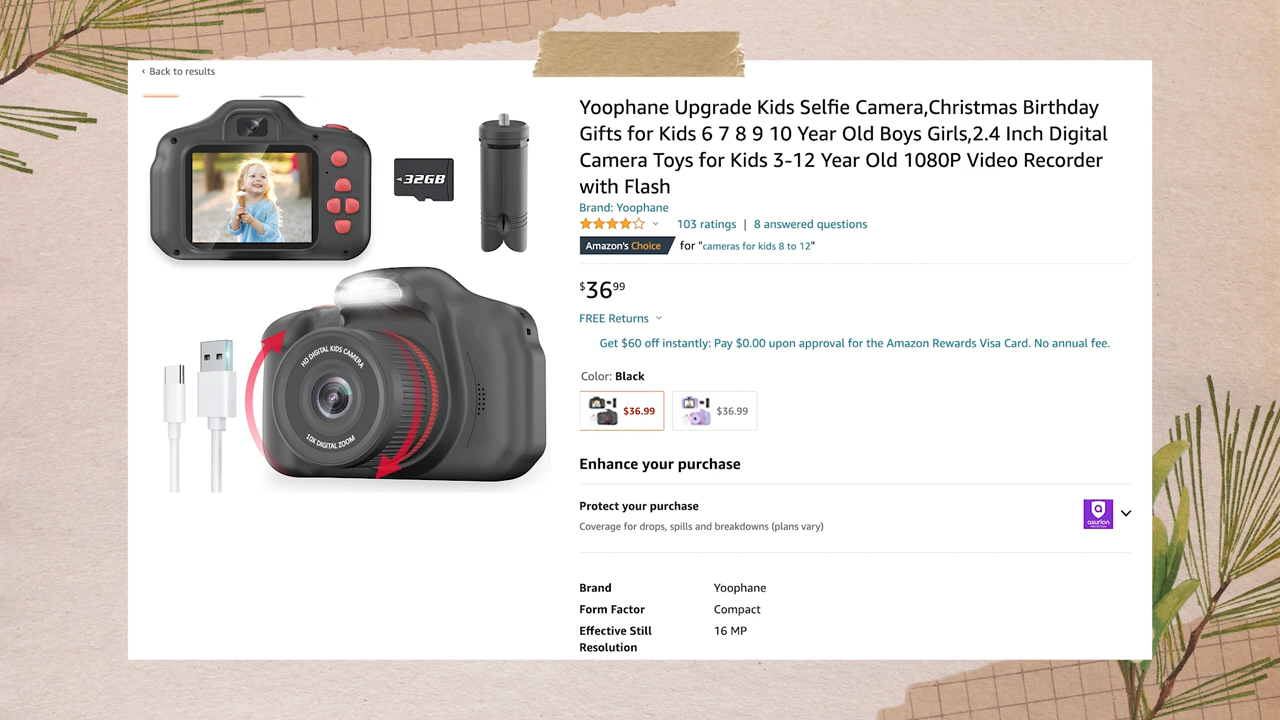 ‹ Back to results
32GB
HD DIGITAL KIDS CAMERA
10X DIGITAL ZOOM
Yoophane Upgrade Kids Selfie Camera,Christmas Birthday
Gifts for Kids 6 7 8 9 10 Year Old Boys Girls,2.4 Inch Digital
Camera Toys for Kids 3-12 Year Old 1080P Video Recorder
with Flash
Brand: Yoophane
103 ratings | 8 answered questions
Amazon's Choice for "cameras for kids 8 to 12"
$36.99
FREE Returns
Get $60 off instantly: Pay $0.00 upon approval for the Amazon Rewards Visa Card. No annual fee.
Color: Black
$36.99 $36.99
Enhance your purchase
Protect your purchase
Coverage for drops, spills and breakdowns (plans vary)
asurion
Brand Yoophane
Form Factor Compact
Effective Still 16 MP
Resolution